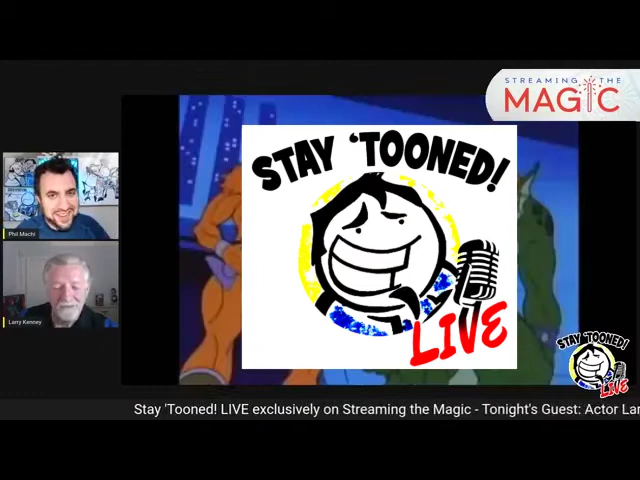 STREAMING THE
MAGIC
STAY 'TOONED!
LIVE
Phil Machi
Larry Kenney
STAY 'TOONED!
LIVE
Stay 'Tooned! LIVE exclusively on Streaming the Magic - Tonight's Guest: Actor Lar